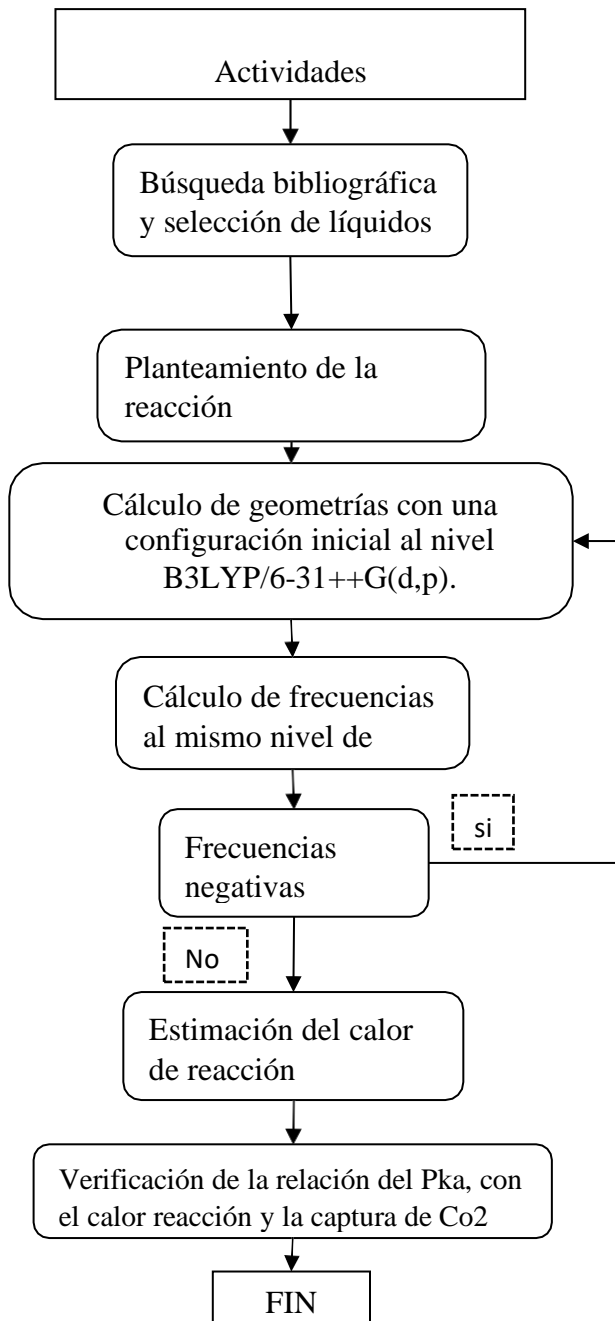 Actividades
Búsqueda bibliográfica
y selección de líquidos
Planteamiento de la
reacción
Cálculo de geometrías con una
configuración inicial al nivel
B3LYP/6-31++G(d,p).
Cálculo de frecuencias
al mismo nivel de
Frecuencias
negativas
si
No
Estimación del calor
de reacción
Verificación de la relación del Pka, con
el calor reacción y la captura de Co2
FIN